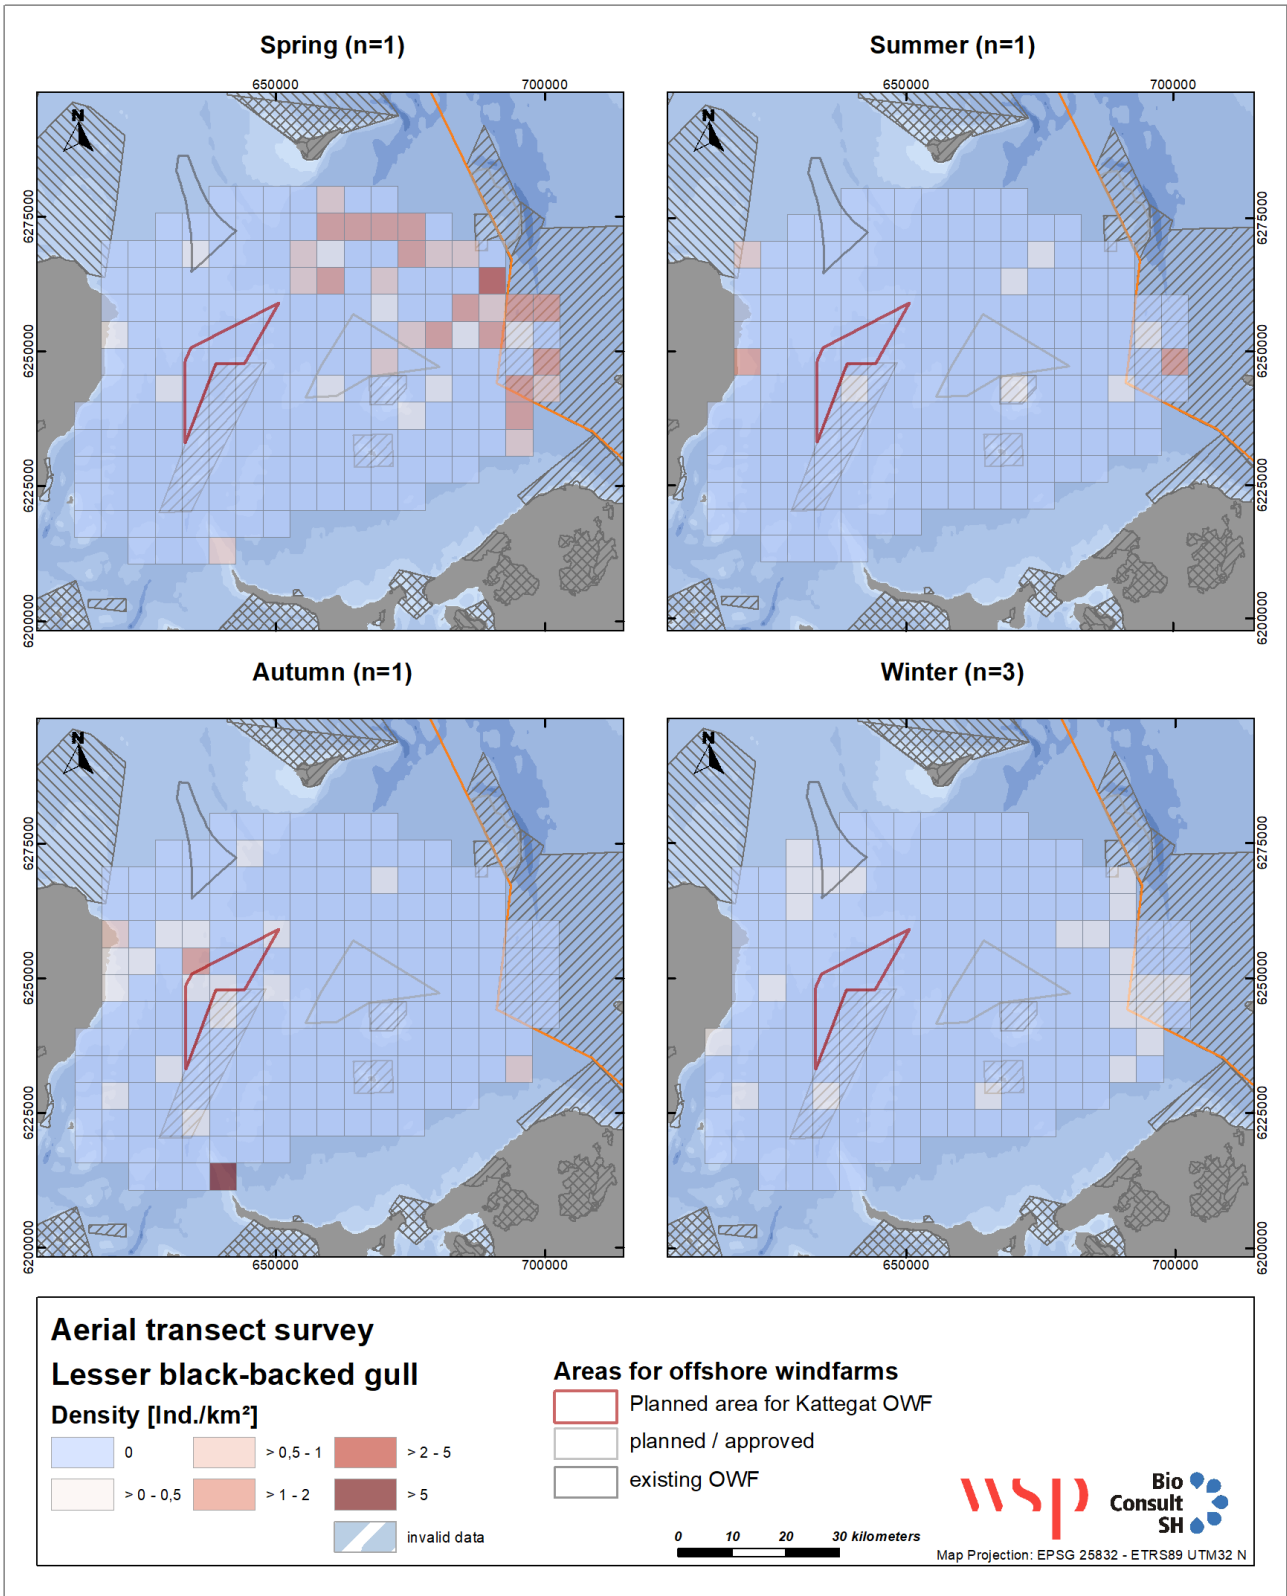 Spring (n=1)
Summer (n=1)
650000
700000
650000
700000
N
N
6275000
6250000
6225000
6200000
6275000
6250000
6225000
6200000
Autumn (n=1)
Winter (n=3)
N
N
6275000
6250000
6225000
6200000
6275000
6250000
6225000
6200000
650000
700000
650000
700000
Aerial transect survey
Lesser black-backed gull
Density [Ind./km²]
0
> 0,5 - 1
> 2 - 5
> 0 - 0,5
> 1 - 2
> 5
invalid data
Areas for offshore windfarms
Planned area for Kattegat OWF
planned / approved
existing OWF
0 10 20 30 kilometers
wsp
Bio
Consult
SH
Map Projection: EPSG 25832 - ETRS89 UTM32 N